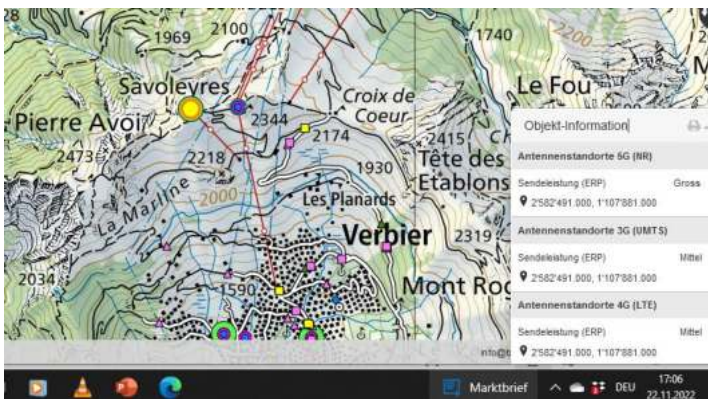 28
1969
2100
1740
2200
Savoleyres
Le Fou
Pierre Avoi
2344
Croix de
Coeur
2174
2415
2473
2218
Tête des
Etablons
1930
La Marline
2000
Les Planards
Verbier
2319
2034
1590
Mont Roc
Objekt-Information
Antennenstandorte 5G (NR)
Sendeleistung (ERP) Gross
2'582'491.000, 1'107'881.000
Antennenstandorte 3G (UMTS)
Sendeleistung (ERP) Mittel
2'582'491.000, 1'107'881.000
Antennenstandorte 4G (LTE)
Sendeleistung (ERP) Mittel
2'582'491.000, 1'107'881.000
Marktbrief
DEU
17:06
22.11.2022